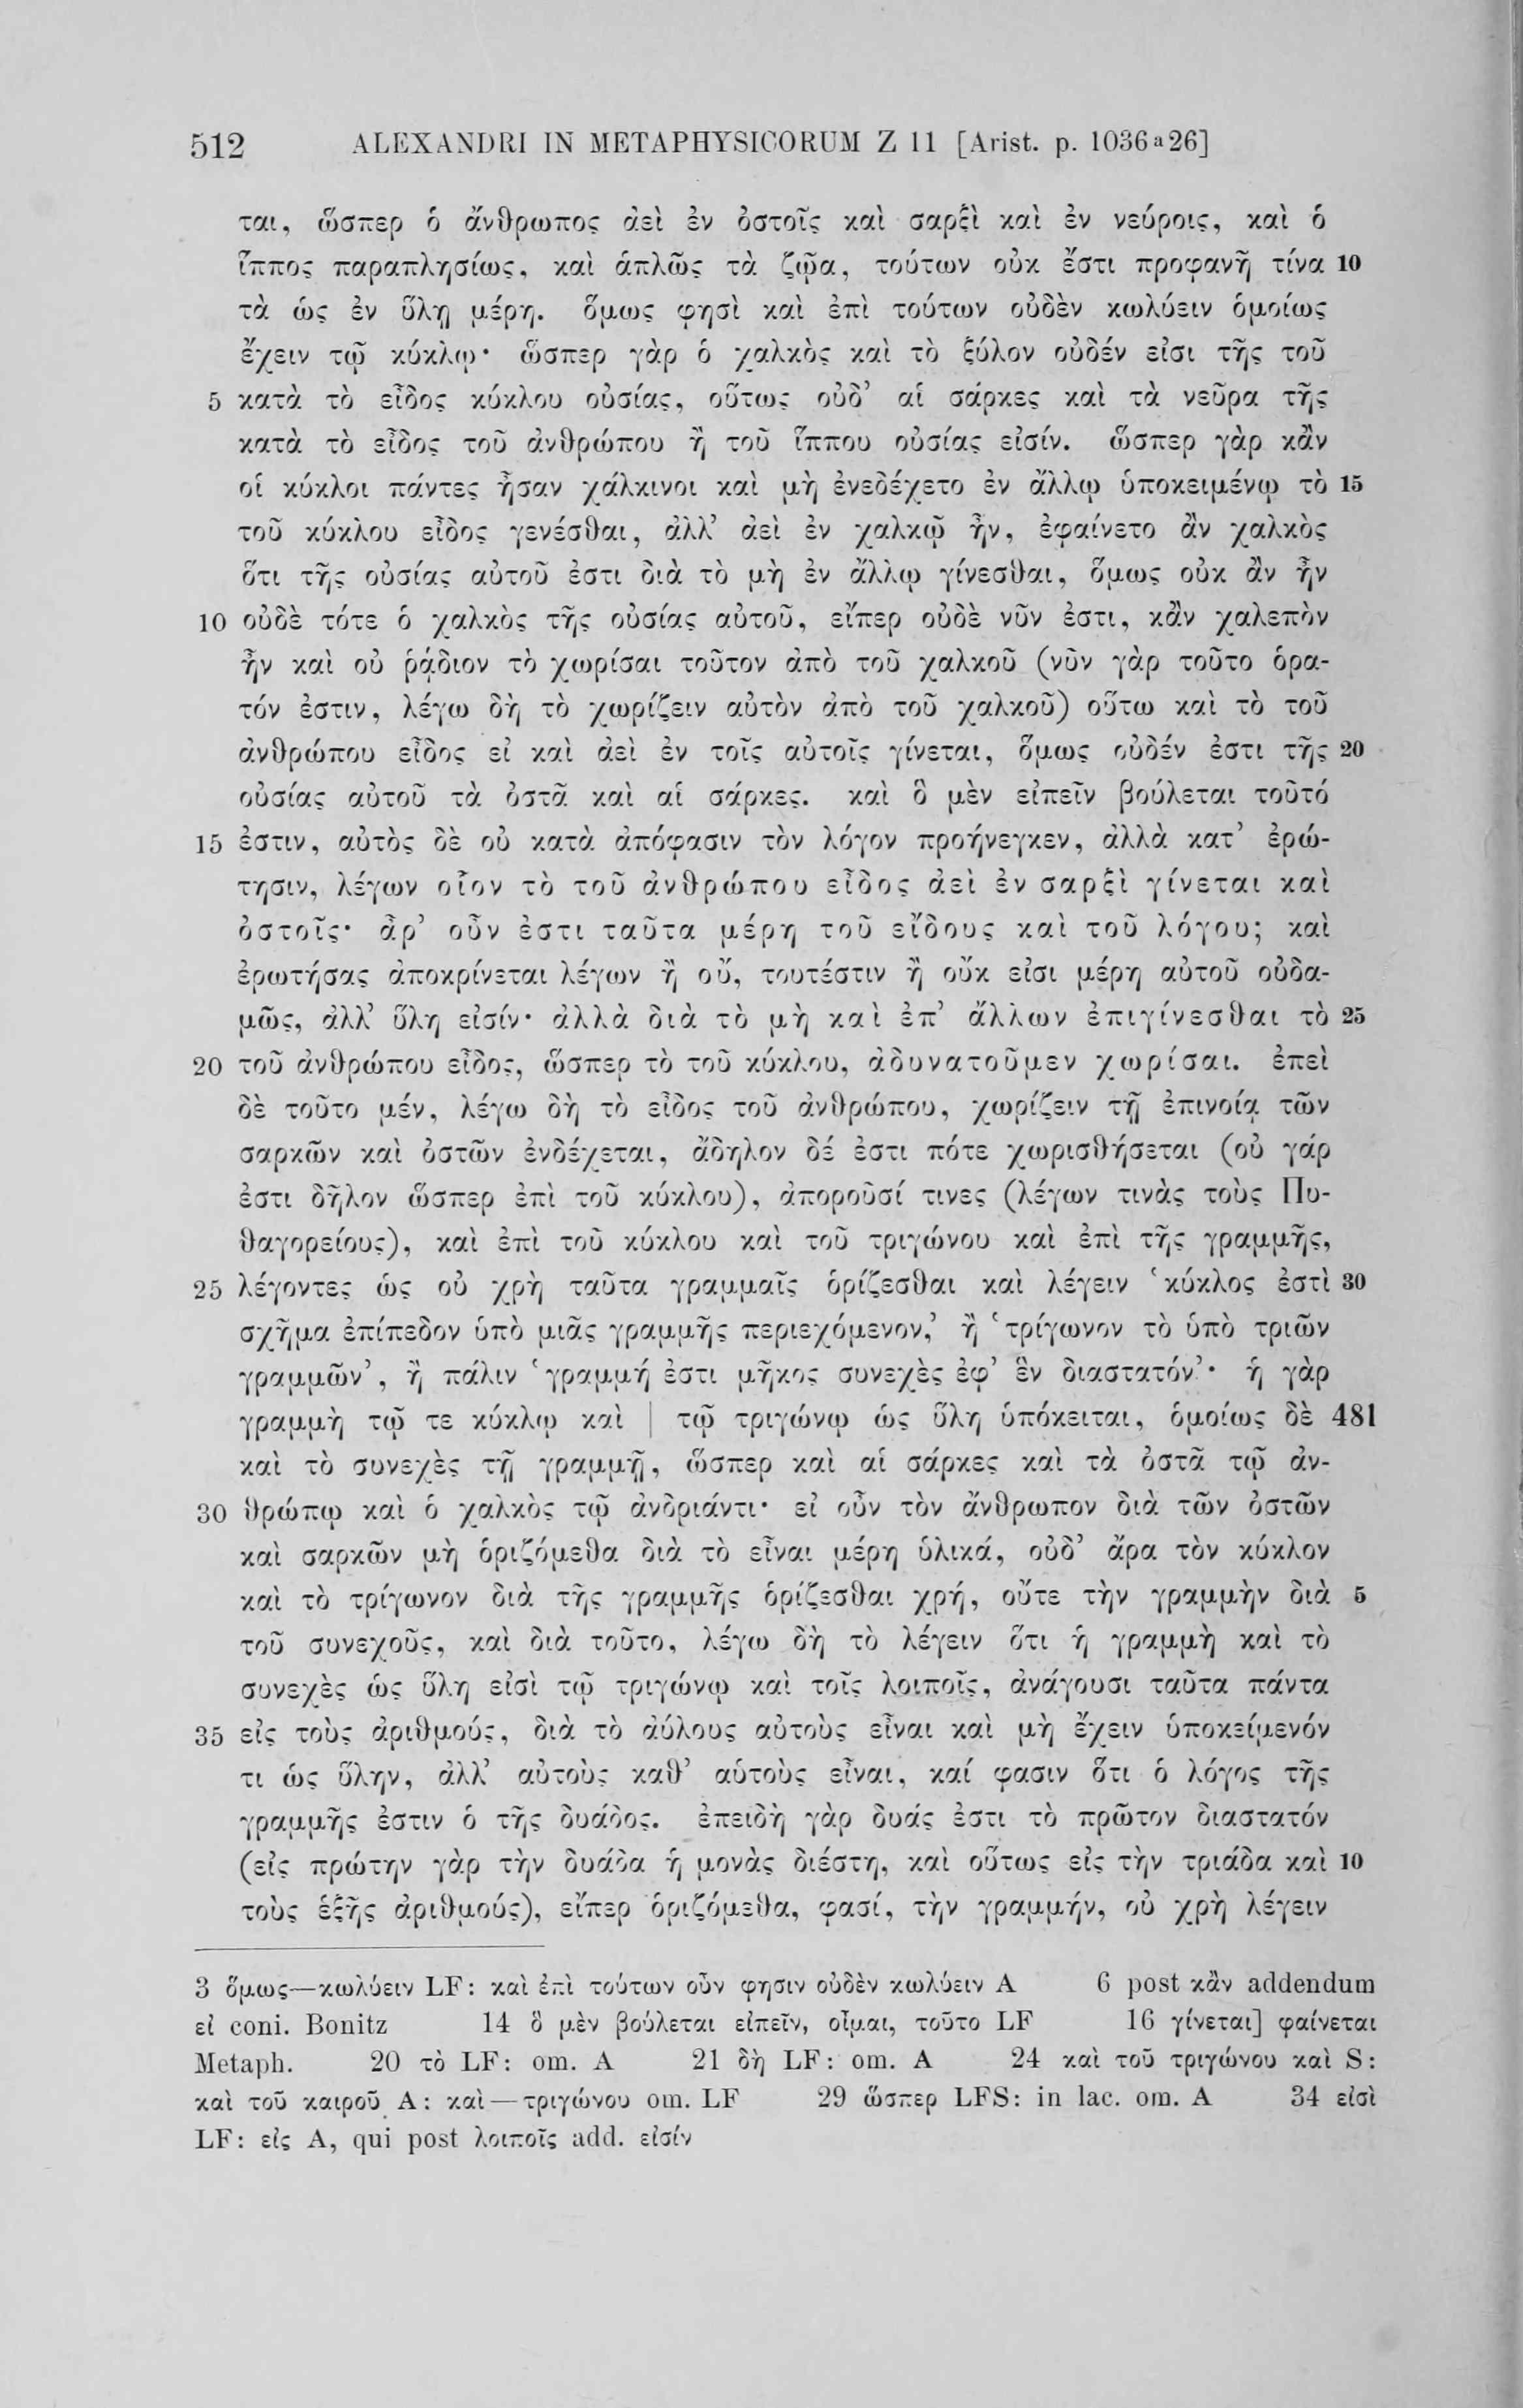 512 ALEXANDRI IN METAPHYSICORUM Z 11 [Arist. p. 1036a26]
ται, ὥσπερ ὁ ἄνθρωπος ἀεὶ ἐν ὀστοῖς καὶ σαρξὶ καὶ ἐν νεύροις, καὶ ὁ
ἵππος παραπλησίως, καὶ ἁπλῶς τὰ ζῷα, τούτων οὐκ ἔστι προφανῆ τίνα 10
τὰ ὡς ἐν ὕλῃ μέρη. ὅμως φησὶ καὶ ἐπὶ τούτων οὐδὲν κωλύειν ὁμοίως
ἔχειν τῷ κύκλῳ· ὥσπερ γὰρ ὁ χαλκὸς καὶ τὸ ξύλον οὐδέν εἰσι τῆς τοῦ
5 κατὰ τὸ εἶδος κύκλου οὐσίας, οὕτως οὐδ’ αἱ σάρκες καὶ τὰ νεῦρα τῆς
κατὰ τὸ εἶδος τοῦ ἀνθρώπου ἢ τοῦ ἵππου οὐσίας εἰσίν. ὥσπερ γὰρ κἂν
οἱ κύκλοι πάντες ἦσαν χάλκινοι καὶ μὴ ἐνεδέχετο ἐν ἄλλῳ ὑποκειμένῳ τὸ 15
τοῦ κύκλου εἶδος γενέσθαι, ἀλλ’ ἀεὶ ἐν χαλκῷ ἦν, ἐφαίνετο ἂν χαλκὸς
ὅτι τῆς οὐσίας αὐτοῦ ἐστι διὰ τὸ μὴ ἐν ἄλλῳ γίνεσθαι, ὅμως οὐκ ἂν ἦν
10 οὐδὲ τότε ὁ χαλκὸς τῆς οὐσίας αὐτοῦ, εἴπερ οὐδὲ νῦν ἐστι, κἂν χαλεπὸν
ἦν καὶ οὐ ῥᾴδιον τὸ χωρίσαι τοῦτον ἀπὸ τοῦ χαλκοῦ (νῦν γὰρ τοῦτο ὁρα-
τόν ἐστιν, λέγω δὴ τὸ χωρίζειν αὐτὸν ἀπὸ τοῦ χαλκοῦ) οὕτω καὶ τὸ τοῦ
ἀνθρώπου εἶδος εἰ καὶ ἀεὶ ἐν τοῖς αὐτοῖς γίνεται, ὅμως οὐδέν ἐστι τῆς 20
οὐσίας αὐτοῦ τὰ ὀστᾶ καὶ αἱ σάρκες. καὶ ὃ μὲν εἰπεῖν βούλεται τοῦτό
15 ἐστιν, αὐτὸς δὲ οὐ κατὰ ἀπόφασιν τὸν λόγον προήνεγκεν, ἀλλὰ κατ’ ἐρώ-
τησιν, λέγων οἷον τὸ τοῦ ἀνθρώπου εἶδος ἀεὶ ἐν σαρξὶ γίνεται καὶ
ὀστοῖς· ἆρ’ οὖν ἐστι ταῦτα μέρη τοῦ εἴδους καὶ τοῦ λόγου; καὶ
ἐρωτήσας ἀποκρίνεται λέγων ἢ οὔ, τουτέστιν ἢ οὔκ εἰσι μέρη αὐτοῦ οὐδα-
μῶς, ἀλλ’ ὕλη εἰσίν· ἀλλὰ διὰ τὸ μὴ καὶ ἐπ’ ἄλλων ἐπιγίνεσθαι τὸ 25
20 τοῦ ἀνθρώπου εἶδος, ὥσπερ τὸ τοῦ κύκλου, ἀδυνατοῦμεν χωρίσαι. ἐπεὶ
δὲ τοῦτο μέν, λέγω δὴ τὸ εἶδος τοῦ ἀνθρώπου, χωρίζειν τῇ ἐπινοίᾳ τῶν
σαρκῶν καὶ ὀστῶν ἐνδέχεται, ἄδηλον δέ ἐστι πότε χωρισθήσεται (οὐ γάρ
ἐστι δῆλον ὥσπερ ἐπὶ τοῦ κύκλου), ἀποροῦσί τινες (λέγων τινὰς τοὺς Πυ-
θαγορείους), καὶ ἐπὶ τοῦ κύκλου καὶ τοῦ τριγώνου καὶ ἐπὶ τῆς γραμμῆς,
25 λέγοντες ὡς οὐ χρὴ ταῦτα γραμμαῖς ὁρίζεσθαι καὶ λέγειν ‘κύκλος ἐστὶ 30
σχῆμα ἐπίπεδον ὑπὸ μιᾶς γραμμῆς περιεχόμενον,’ ἢ ‘τρίγωνον τὸ ὑπὸ τριῶν
γραμμῶν’, ἢ πάλιν ‘γραμμή ἐστι μῆκος συνεχὲς ἐφ’ ἓν διαστατόν’· ἡ γὰρ
γραμμὴ τῷ τε κύκλῳ καὶ | τῷ τριγώνῳ ὡς ὕλη ὑπόκειται, ὁμοίως δὲ 481
καὶ τὸ συνεχὲς τῇ γραμμῇ, ὥσπερ καὶ αἱ σάρκες καὶ τὰ ὀστᾶ τῷ ἀν-
30 θρώπῳ καὶ ὁ χαλκὸς τῷ ἀνδριάντι· εἰ οὖν τὸν ἄνθρωπον διὰ τῶν ὀστῶν
καὶ σαρκῶν μὴ ὁριζόμεθα διὰ τὸ εἶναι μέρη ὑλικά, οὐδ’ ἄρα τὸν κύκλον
καὶ τὸ τρίγωνον διὰ τῆς γραμμῆς ὁρίζεσθαι χρή, οὔτε τὴν γραμμὴν διὰ 5
τοῦ συνεχοῦς, καὶ διὰ τοῦτο, λέγω δὴ τὸ λέγειν ὅτι ἡ γραμμὴ καὶ τὸ
συνεχὲς ὡς ὕλη εἰσὶ τῷ τριγώνῳ καὶ τοῖς λοιποῖς, ἀνάγουσι ταῦτα πάντα
35 εἰς τοὺς ἀριθμούς, διὰ τὸ ἀύλους αὐτοὺς εἶναι καὶ μὴ ἔχειν ὑποκείμενόν
τι ὡς ὕλην, ἀλλ’ αὐτοὺς καθ’ αὑτοὺς εἶναι, καί φασιν ὅτι ὁ λόγος τῆς
γραμμῆς ἐστιν ὁ τῆς δυάδος. ἐπειδὴ γὰρ δυάς ἐστι τὸ πρῶτον διαστατόν
(εἰς πρώτην γὰρ τὴν δυάδα ἡ μονὰς διέστη, καὶ οὕτως εἰς τὴν τριάδα καὶ 10
τοὺς ἑξῆς ἀριθμούς), εἴπερ ὁριζόμεθα, φασί, τὴν γραμμήν, οὐ χρὴ λέγειν
3 ὅμως—κωλύειν LF: καὶ ἐπὶ τούτων οὖν φησιν οὐδὲν κωλύειν A 6 post κἂν addendum
εἰ coni. Bonitz 14 ὃ μὲν βούλεται εἰπεῖν, οἶμαι, τοῦτο LF 16 γίνεται] φαίνεται
Metaph. 20 τὸ LF: om. A 21 δὴ LF: om. A 24 καὶ τοῦ τριγώνου καὶ S:
καὶ τοῦ καιροῦ A: καὶ—τριγώνου om. LF 29 ὥσπερ LFS: in lac. om. A 34 εἰσὶ
LF: εἰς A, qui post λοιποῖς add. εἰσίν